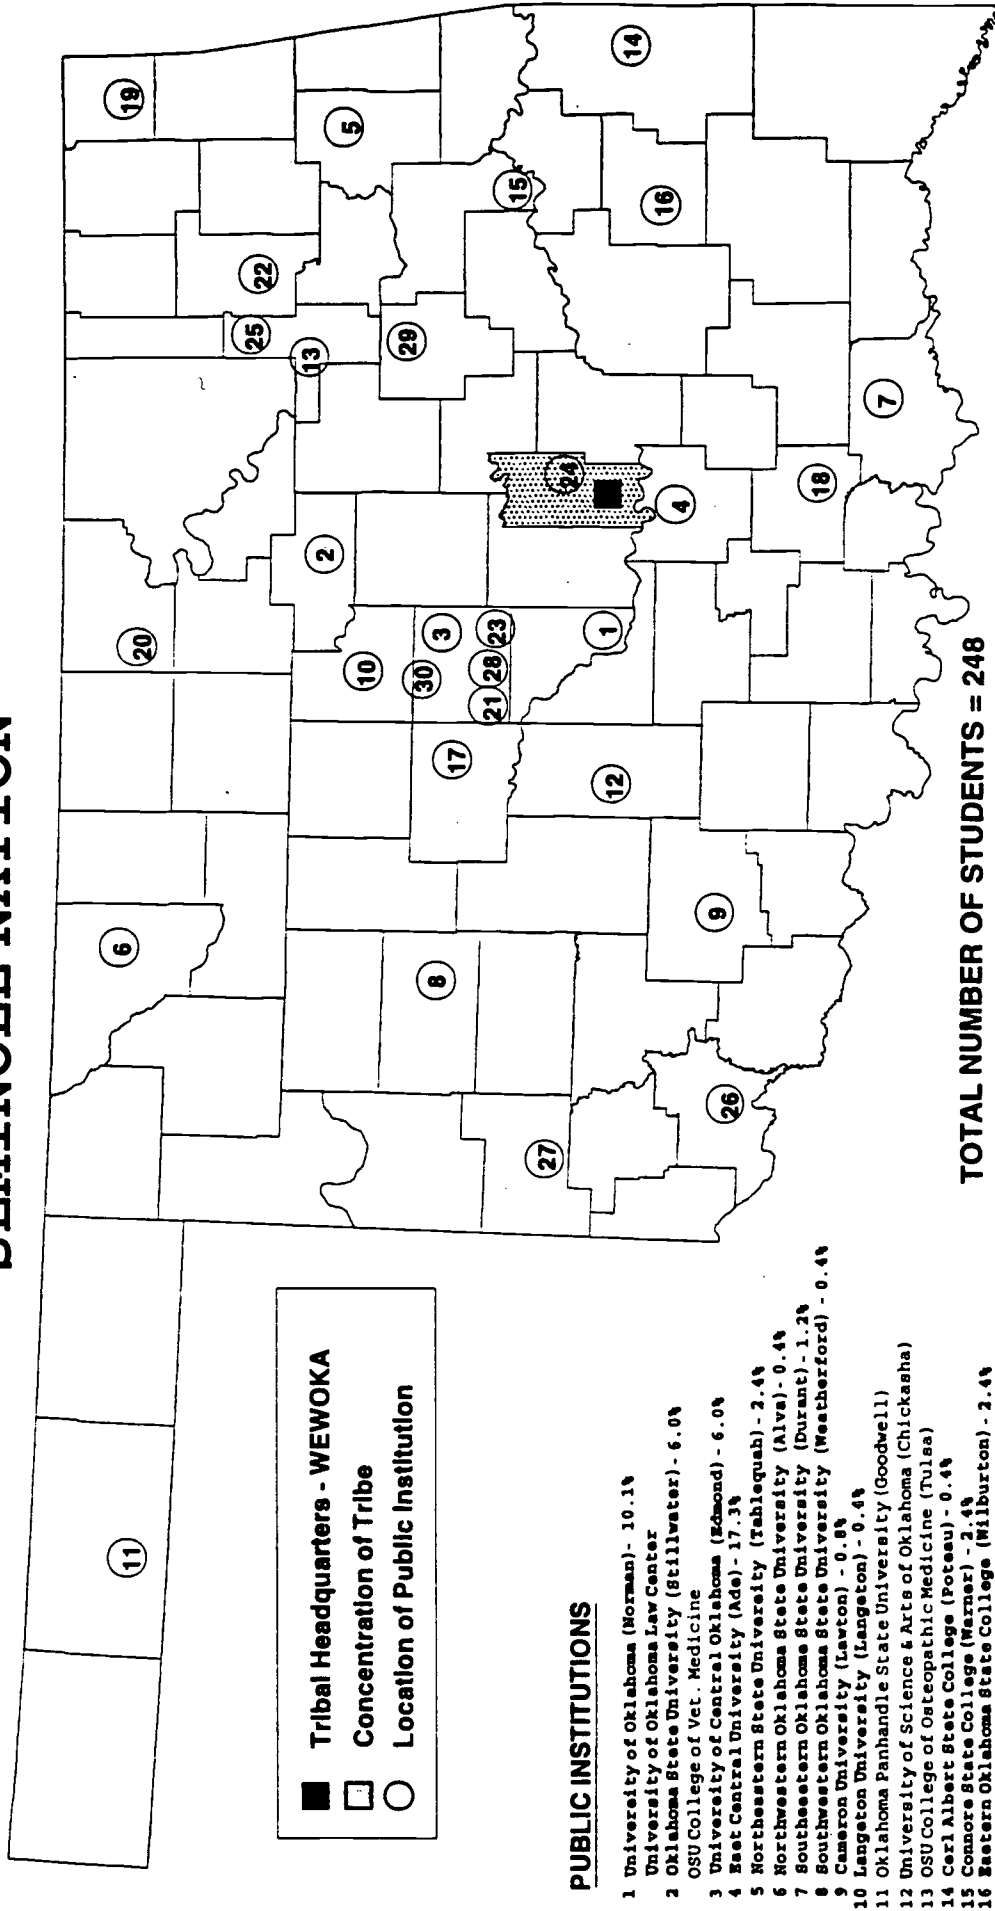 SEMINOLE NATION
6
19
11
20
25
22
13
2
5
10
29
30
8
3
17
21 28 23
15
27
24
1
12
14
16
4
9
26
18
7
Tribal Headquarters - WEWOKA
Concentration of Tribe
Location of Public Institution
PUBLIC INSTITUTIONS
1 University of Oklahoma (Norman) - 10.1%
University of Oklahoma Law Center
2 Oklahoma State University (Stillwater) - 6.0%
OSU College of Vet. Medicine
3 University of Central Oklahoma (Edmond) - 6.0%
4 East Central University (Ada) - 17.3%
5 Northeastern State University (Tahlequah) - 2.4%
6 Northwestern Oklahoma State University (Alva) - 0.4%
7 Southeastern Oklahoma State University (Durant) - 1.2%
8 Southwestern Oklahoma State University (Weatherford) - 0.4%
9 Cameron University (Lawton) - 0.8%
10 Langston University (Langston) - 0.4%
11 Oklahoma Panhandle State University (Goodwell)
12 University of Science & Arts of Oklahoma (Chickasha)
13 OSU College of Osteopathic Medicine (Tulsa)
14 Carl Albert State College (Poteau) - 0.4%
15 Connors State College (Warner) - 2.4%
16 Eastern Oklahoma State College (Wilburton) - 2.4%
TOTAL NUMBER OF STUDENTS = 248